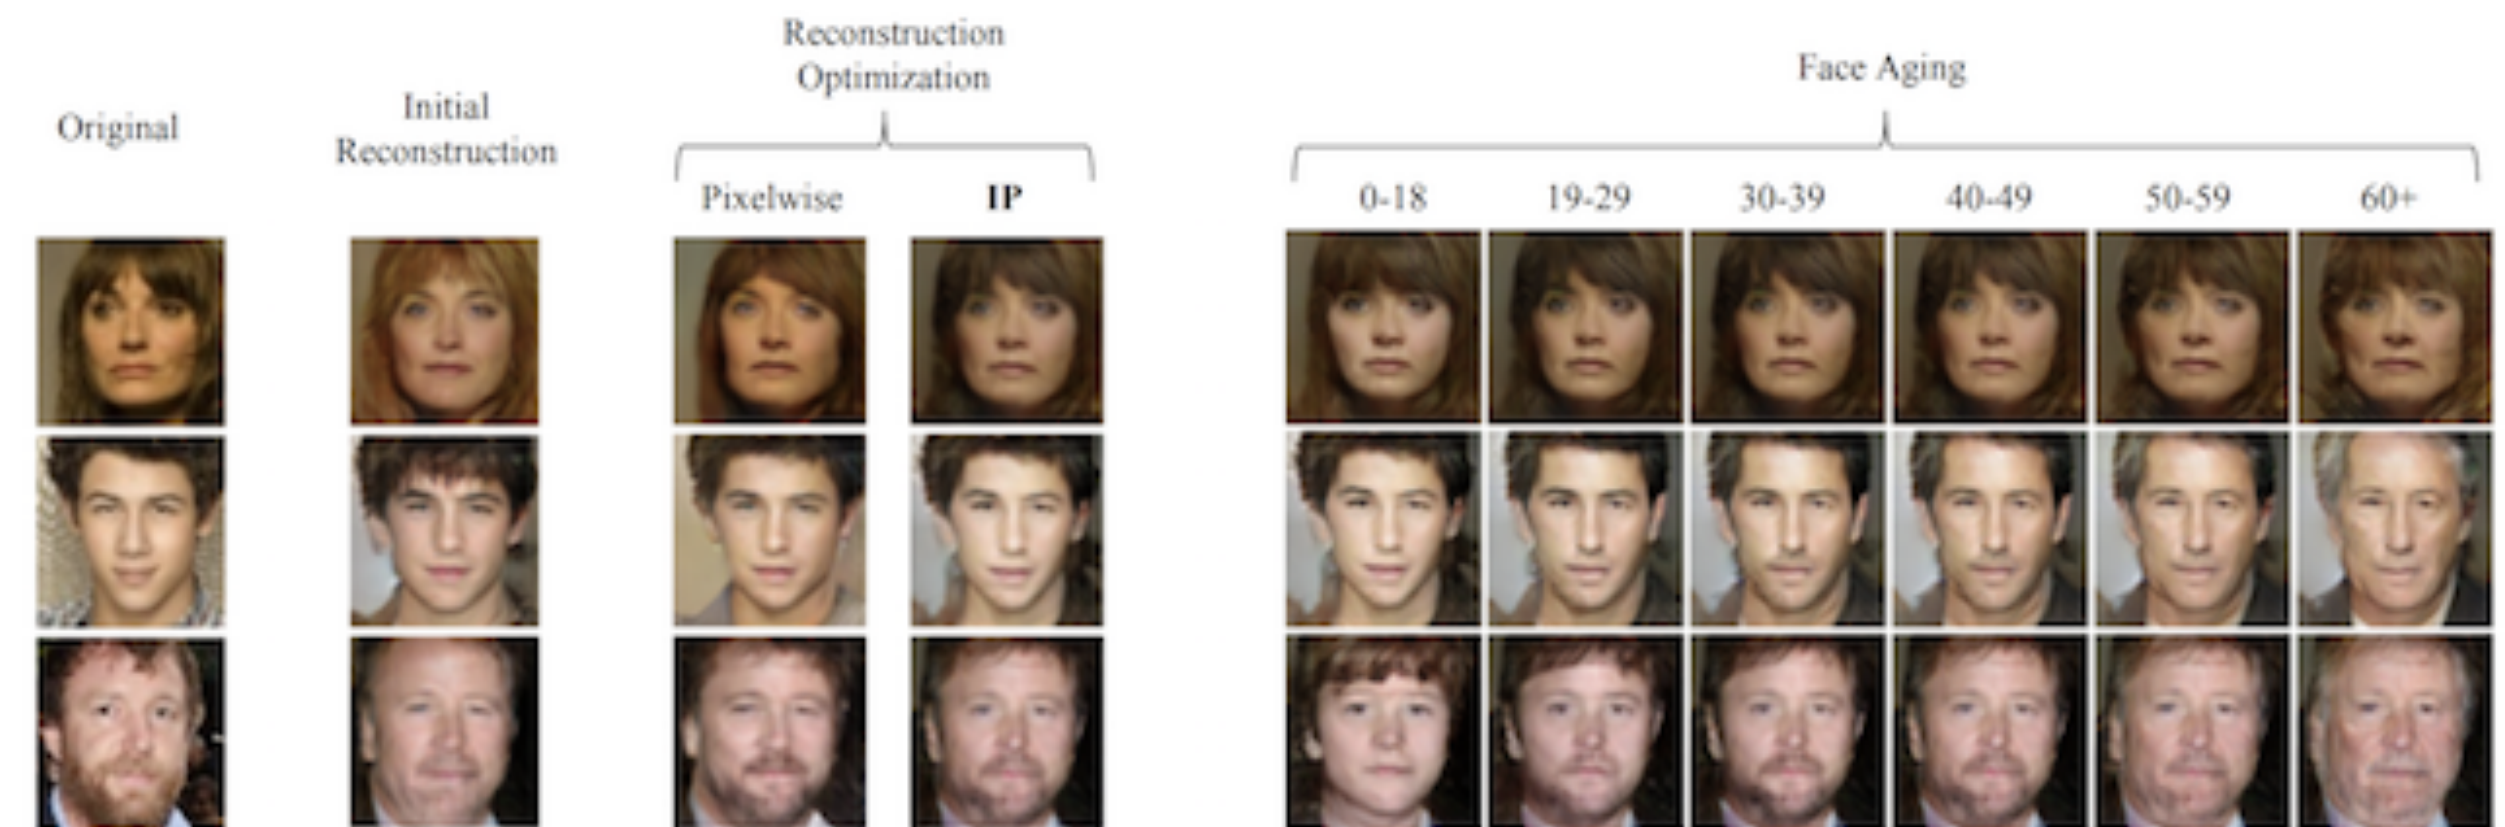 Original
Initial
Reconstruction
Reconstruction
Optimization
Pixelwise
IP
Face Aging
0-18
19-29
30-39
40-49
50-59
60+